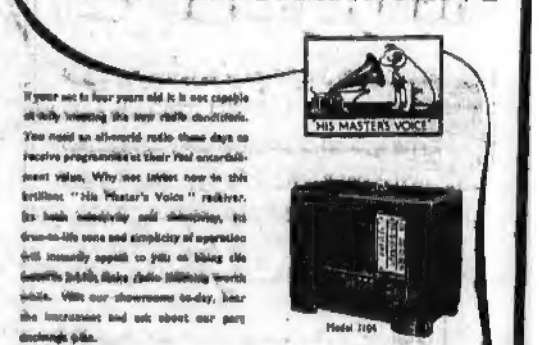 If your set is four years old it is not capable
of fully meeting the new radio conditions.
You need an all-world radio these days to
receive programmes at their real entertain-
ment value. Why not invest now in this
brilliant "His Master's Voice" receiver.
Its high selectivity and sensitivity, its
true-to-life tone and simplicity of operation
will instantly appeal to you as being the
make radio listening worth
while. Visit our showrooms to-day, hear
the instrument and ask about our part
exchange plan.
HIS MASTER'S VOICE
Model 1104